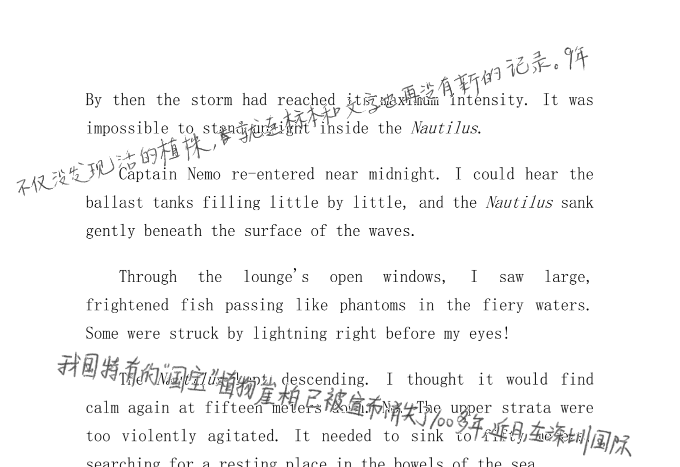 By then the storm had reached its maximum intensity. It was
impossible to stand upright inside the Nautilus.
不仅没发现活的植株，就连标本和文字也再没有新的记录。9年
Captain Nemo re-entered near midnight. I could hear the
ballast tanks filling little by little, and the Nautilus sank
gently beneath the surface of the waves.
Through the lounge's open windows, I saw large,
frightened fish passing like phantoms in the fiery waters.
Some were struck by lightning right before my eyes!
The Nautilus kept descending. I thought it would find
calm again at fifteen meters down. No. The upper strata were
too violently agitated. It needed to sink to fifty meters,
searching for a resting place in the bowels of the sea.
我国特有的“国宝”植物崖柏已被宣布消失了100多年，近日在深圳国际